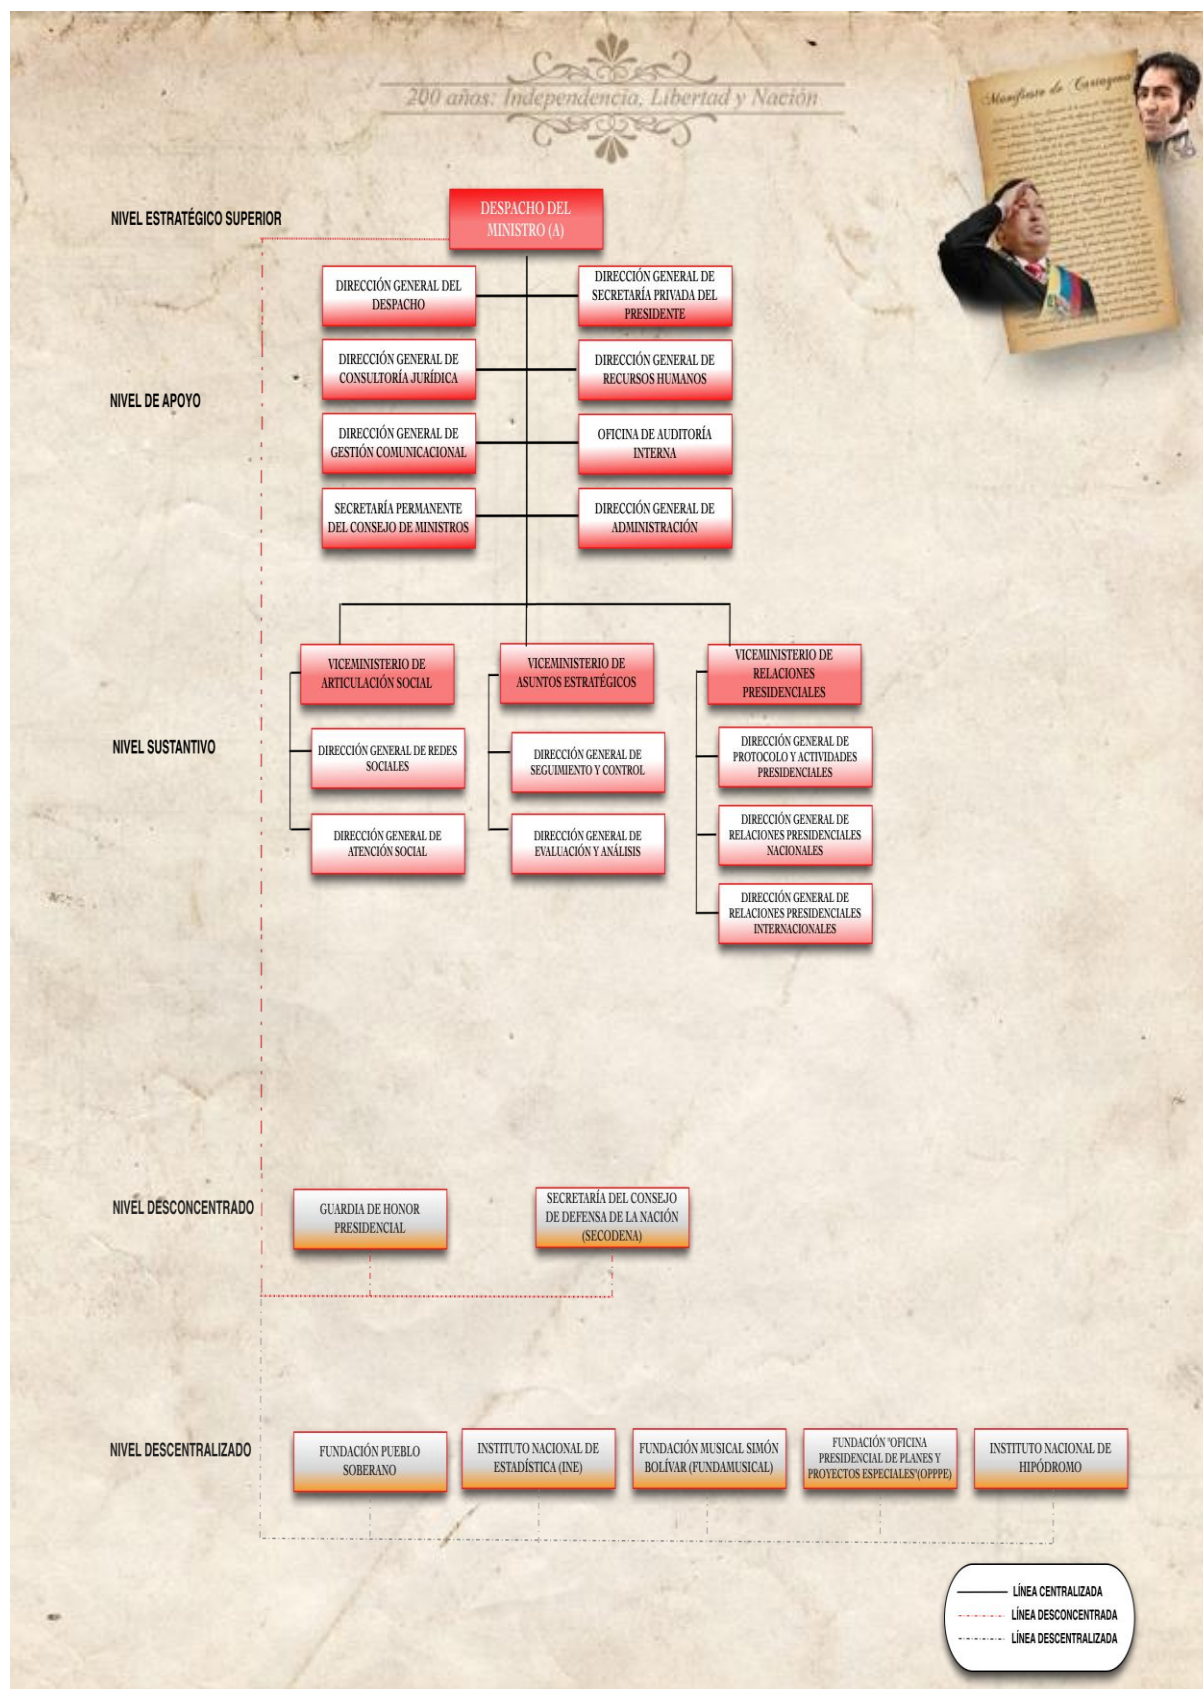 200 años: Independencia, Libertad y Nación
Manifiesto de Cartagena
NIVEL ESTRATÉGICO SUPERIOR
DESPACHO DEL
MINISTRO (A)
DIRECCIÓN GENERAL DEL
DESPACHO
DIRECCIÓN GENERAL DE
SECRETARÍA PRIVADA DEL
PRESIDENTE
DIRECCIÓN GENERAL DE
CONSULTORÍA JURÍDICA
DIRECCIÓN GENERAL DE
RECURSOS HUMANOS
NIVEL DE APOYO
DIRECCIÓN GENERAL DE
GESTIÓN COMUNICACIONAL
OFICINA DE AUDITORÍA
INTERNA
SECRETARÍA PERMANENTE
DEL CONSEJO DE MINISTROS
DIRECCIÓN GENERAL DE
ADMINISTRACIÓN
VICEMINISTERIO DE
ARTICULACIÓN SOCIAL
VICEMINISTERIO DE
ASUNTOS ESTRATÉGICOS
VICEMINISTERIO DE
RELACIONES
PRESIDENCIALES
NIVEL SUSTANTIVO
DIRECCIÓN GENERAL DE REDES
SOCIALES
DIRECCIÓN GENERAL DE
SEGUIMIENTO Y CONTROL
DIRECCIÓN GENERAL DE
PROTOCOLO Y ACTIVIDADES
PRESIDENCIALES
DIRECCIÓN GENERAL DE
ATENCIÓN SOCIAL
DIRECCIÓN GENERAL DE
EVALUACIÓN Y ANÁLISIS
DIRECCIÓN GENERAL DE
RELACIONES PRESIDENCIALES
NACIONALES
DIRECCIÓN GENERAL DE
RELACIONES PRESIDENCIALES
INTERNACIONALES
NIVEL DESCONCENTRADO
GUARDIA DE HONOR
PRESIDENCIAL
SECRETARÍA DEL CONSEJO
DE DEFENSA DE LA NACIÓN
(SECODENA)
NIVEL DESCENTRALIZADO
FUNDACIÓN PUEBLO
SOBERANO
INSTITUTO NACIONAL DE
ESTADÍSTICA (INE)
FUNDACIÓN MUSICAL SIMÓN
BOLÍVAR (FUNDAMUSICAL)
FUNDACIÓN "OFICINA
PRESIDENCIAL DE PLANES Y
PROYECTOS ESPECIALES"(OPPPE)
INSTITUTO NACIONAL DE
HIPÓDROMO
LÍNEA CENTRALIZADA
LÍNEA DESCONCENTRADA
LÍNEA DESCENTRALIZADA